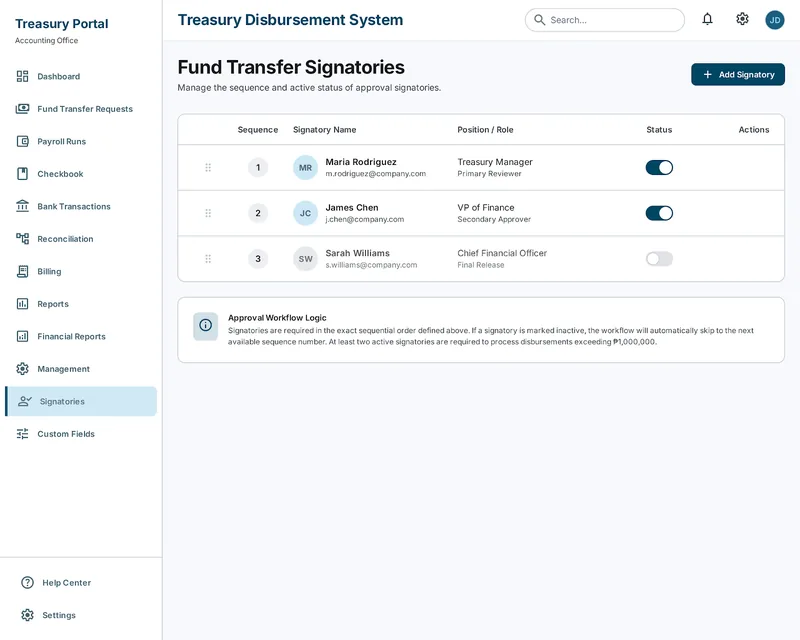 Treasury Portal
Accounting Office
Dashboard
Fund Transfer Requests
Payroll Runs
Checkbook
Bank Transactions
Reconciliation
Billing
Reports
Financial Reports
Management
Signatories
Custom Fields
Help Center
Settings
Treasury Disbursement System
Search...
JD
Fund Transfer Signatories
Manage the sequence and active status of approval signatories.
Add Signatory
Sequence Signatory Name Position / Role Status Actions
1 MR Maria Rodriguez Treasury Manager
m.rodriguez@company.com Primary Reviewer
2 JC James Chen VP of Finance
j.chen@company.com Secondary Approver
3 SW Sarah Williams Chief Financial Officer
s.williams@company.com Final Release
Approval Workflow Logic
Signatories are required in the exact sequential order defined above. If a signatory is marked inactive, the workflow will automatically skip to the next
available sequence number. At least two active signatories are required to process disbursements exceeding ₱1,000,000.